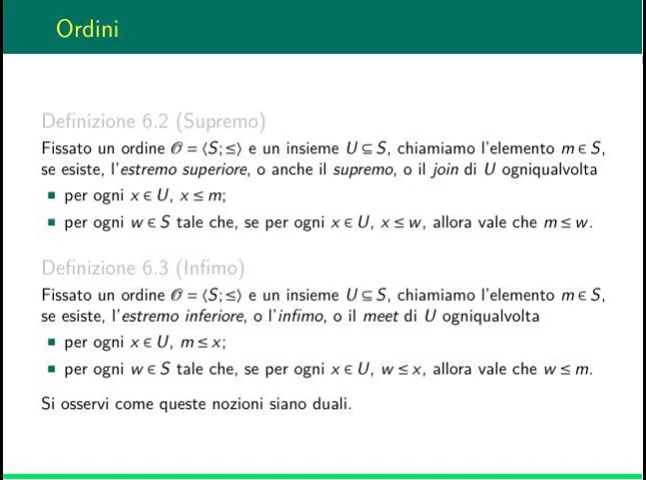 Ordini
Definizione 6.2 (Supremo)
Fissato un ordine 𝒪 = ⟨S; ≤⟩ e un insieme U ⊆ S, chiamiamo l'elemento m ∈ S,
se esiste, l'estremo superiore, o anche il supremo, o il join di U ogniqualvolta
▪ per ogni x ∈ U, x ≤ m;
▪ per ogni w ∈ S tale che, se per ogni x ∈ U, x ≤ w, allora vale che m ≤ w.
Definizione 6.3 (Infimo)
Fissato un ordine 𝒪 = ⟨S; ≤⟩ e un insieme U ⊆ S, chiamiamo l'elemento m ∈ S,
se esiste, l'estremo inferiore, o l'infimo, o il meet di U ogniqualvolta
▪ per ogni x ∈ U, m ≤ x;
▪ per ogni w ∈ S tale che, se per ogni x ∈ U, w ≤ x, allora vale che w ≤ m.
Si osservi come queste nozioni siano duali.